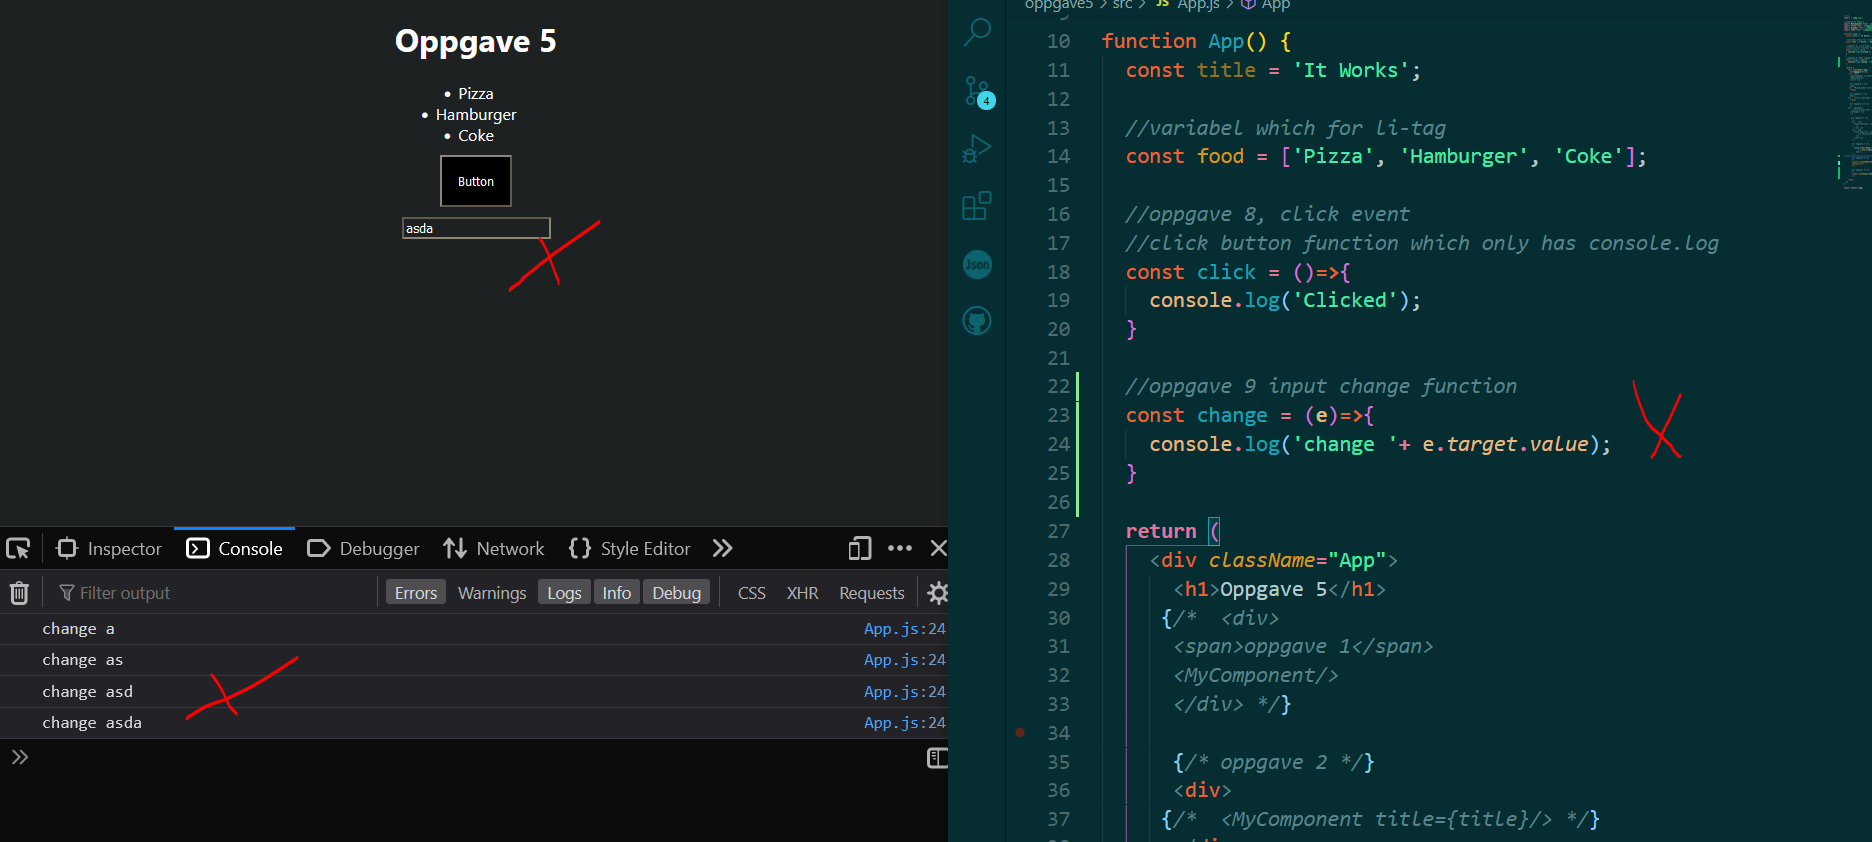 Oppgave 5
• Pizza
• Hamburger
• Coke
Button
asda
Inspector Console Debugger Network {} Style Editor
Filter output Errors Warnings Logs Info Debug CSS XHR Requests
change a App.js:24
change as App.js:24
change asd App.js:24
change asda App.js:24
oppgave5 > src > JS App.js > App
4
Json
10 function App() {
11 const title = 'It Works';
12
13 //variabel which for li-tag
14 const food = ['Pizza', 'Hamburger', 'Coke'];
15
16 //oppgave 8, click event
17 //click button function which only has console.log
18 const click = ()=>{
19 console.log('Clicked');
20 }
21
22 //oppgave 9 input change function
23 const change = (e)=>{
24 console.log('change '+ e.target.value);
25 }
26
27 return (
28 <div className="App">
29 <h1>Oppgave 5</h1>
30 {/* <div>
31 <span>oppgave 1</span>
32 <MyComponent/>
33 </div> */}
34
35 {/* oppgave 2 */}
36 <div>
37 {/* <MyComponent title={title}/> */}